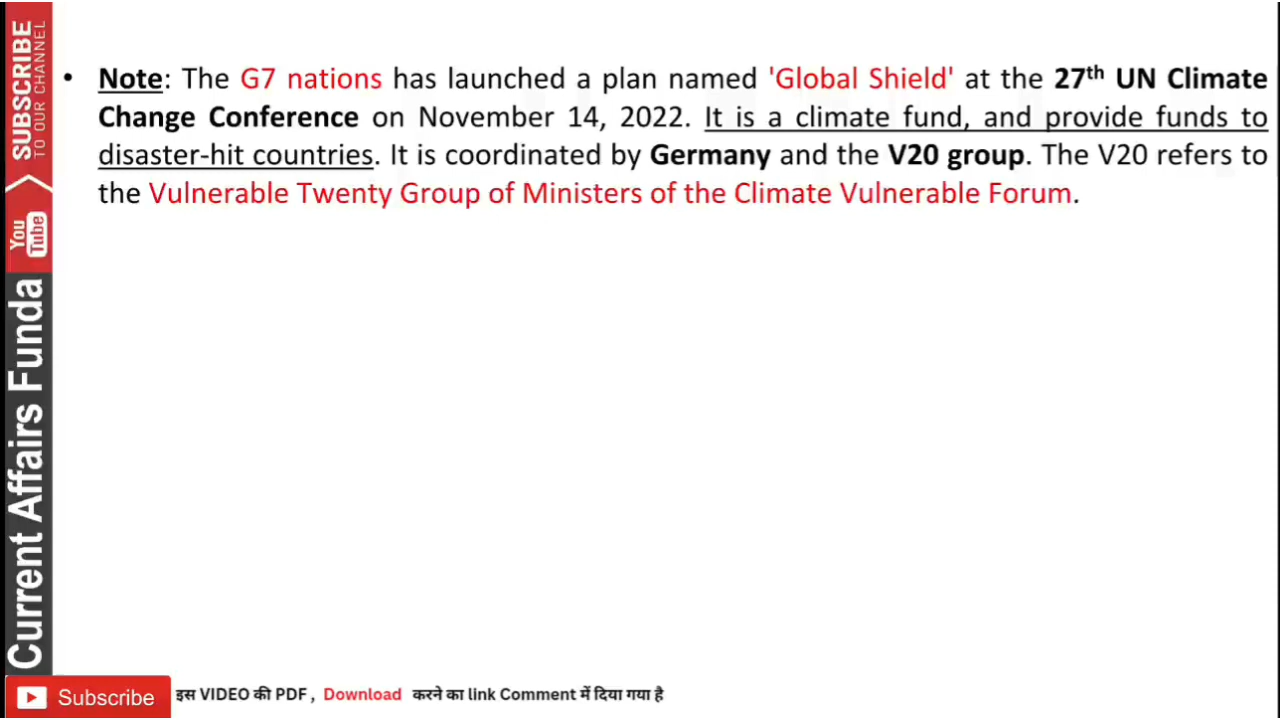 SUBSCRIBE
TO OUR CHANNEL
You
Tube
Current Affairs Funda
• Note: The G7 nations has launched a plan named 'Global Shield' at the 27th UN Climate
Change Conference on November 14, 2022. It is a climate fund, and provide funds to
disaster-hit countries. It is coordinated by Germany and the V20 group. The V20 refers to
the Vulnerable Twenty Group of Ministers of the Climate Vulnerable Forum.
Subscribe इस VIDEO की PDF , Download करने का link Comment में दिया गया है